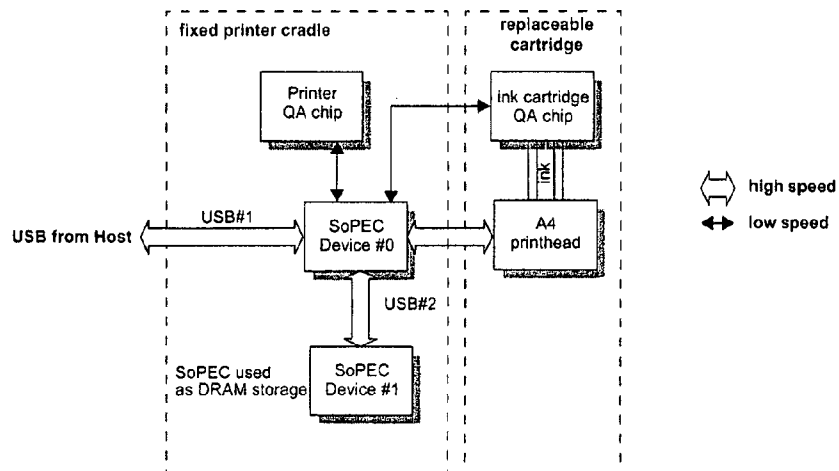 fixed printer cradle
replaceable
cartridge
Printer
QA chip
ink cartridge
QA chip
ink
high speed
low speed
USB#1
USB from Host
SoPEC
Device #0
A4
printhead
USB#2
SoPEC used
as DRAM storage
SoPEC
Device #1